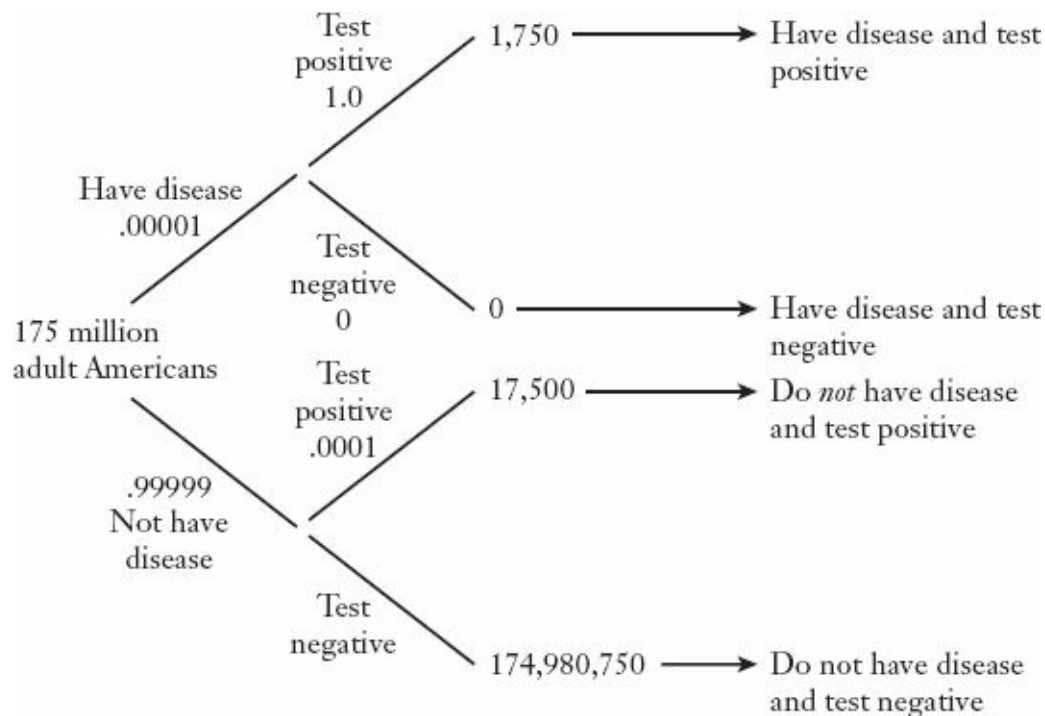 Test
positive
1.0
1,750
Have disease and test
positive
Have disease
.00001
Test
negative
0
0
Have disease and test
negative
175 million
adult Americans
Test
positive
.0001
17,500
Do not have disease
and test positive
.99999
Not have
disease
Test
negative
174,980,750
Do not have disease
and test negative